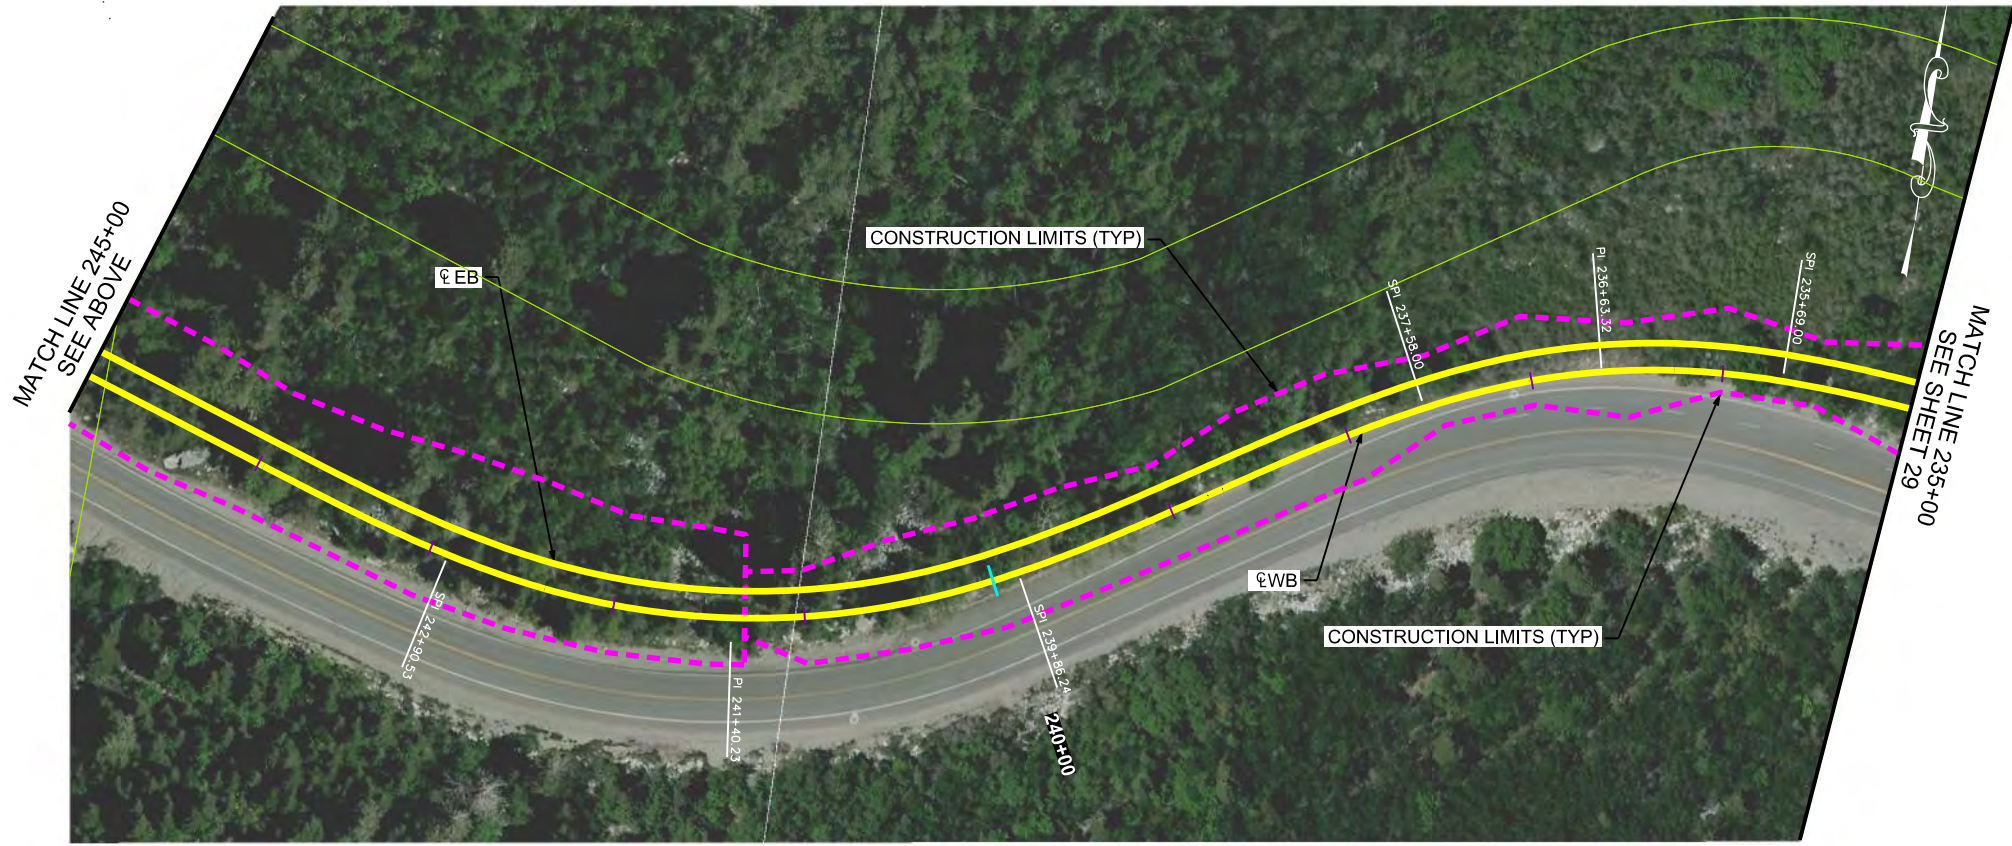 MATCH LINE 245+00
SEE ABOVE
℄ EB
CONSTRUCTION LIMITS (TYP)
SPI 237+58.00
PI 236+63.32
SPI 235+69.00
MATCH LINE 235+00
SEE SHEET 29
SPI 242+90.53
PI 241+40.23
SPI 239+86.24
240+00
℄ WB
CONSTRUCTION LIMITS (TYP)